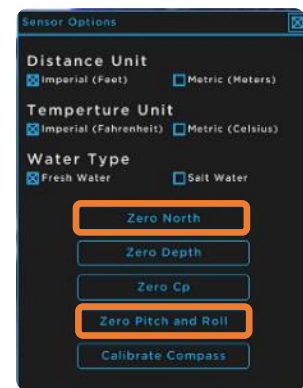 Sensor Options
Distance Unit
Imperial (Feet) Metric (Meters)
Temperture Unit
Imperial (Fahrenheit) Metric (Celsius)
Water Type
Fresh Water Salt Water
Zero North
Zero Depth
Zero Cp
Zero Pitch and Roll
Calibrate Compass